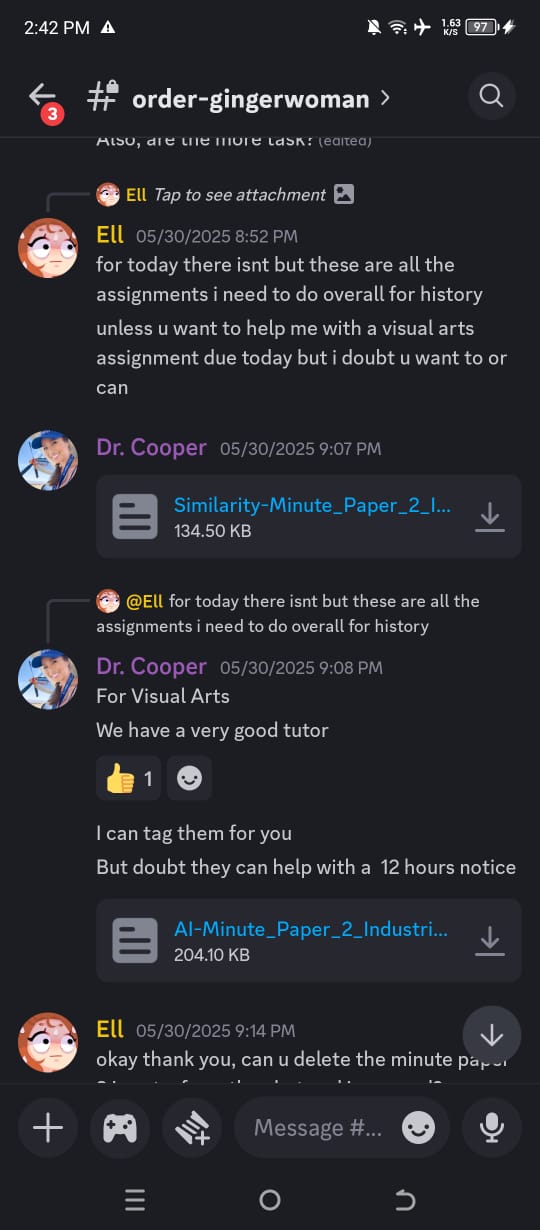 2:42 PM
1.63
K/S
97
3
order-gingerwoman
Also, are the more task? (edited)
Ell Tap to see attachment
Ell 05/30/2025 8:52 PM
for today there isnt but these are all the
assignments i need to do overall for history
unless u want to help me with a visual arts
assignment due today but i doubt u want to or
can
Dr. Cooper 05/30/2025 9:07 PM
Similarity-Minute_Paper_2_I...
134.50 KB
@Ell for today there isnt but these are all the
assignments i need to do overall for history
Dr. Cooper 05/30/2025 9:08 PM
For Visual Arts
We have a very good tutor
1
I can tag them for you
But doubt they can help with a  12 hours notice
AI-Minute_Paper_2_Industri...
204.10 KB
Ell 05/30/2025 9:14 PM
okay thank you, can u delete the minute paper
Message #...